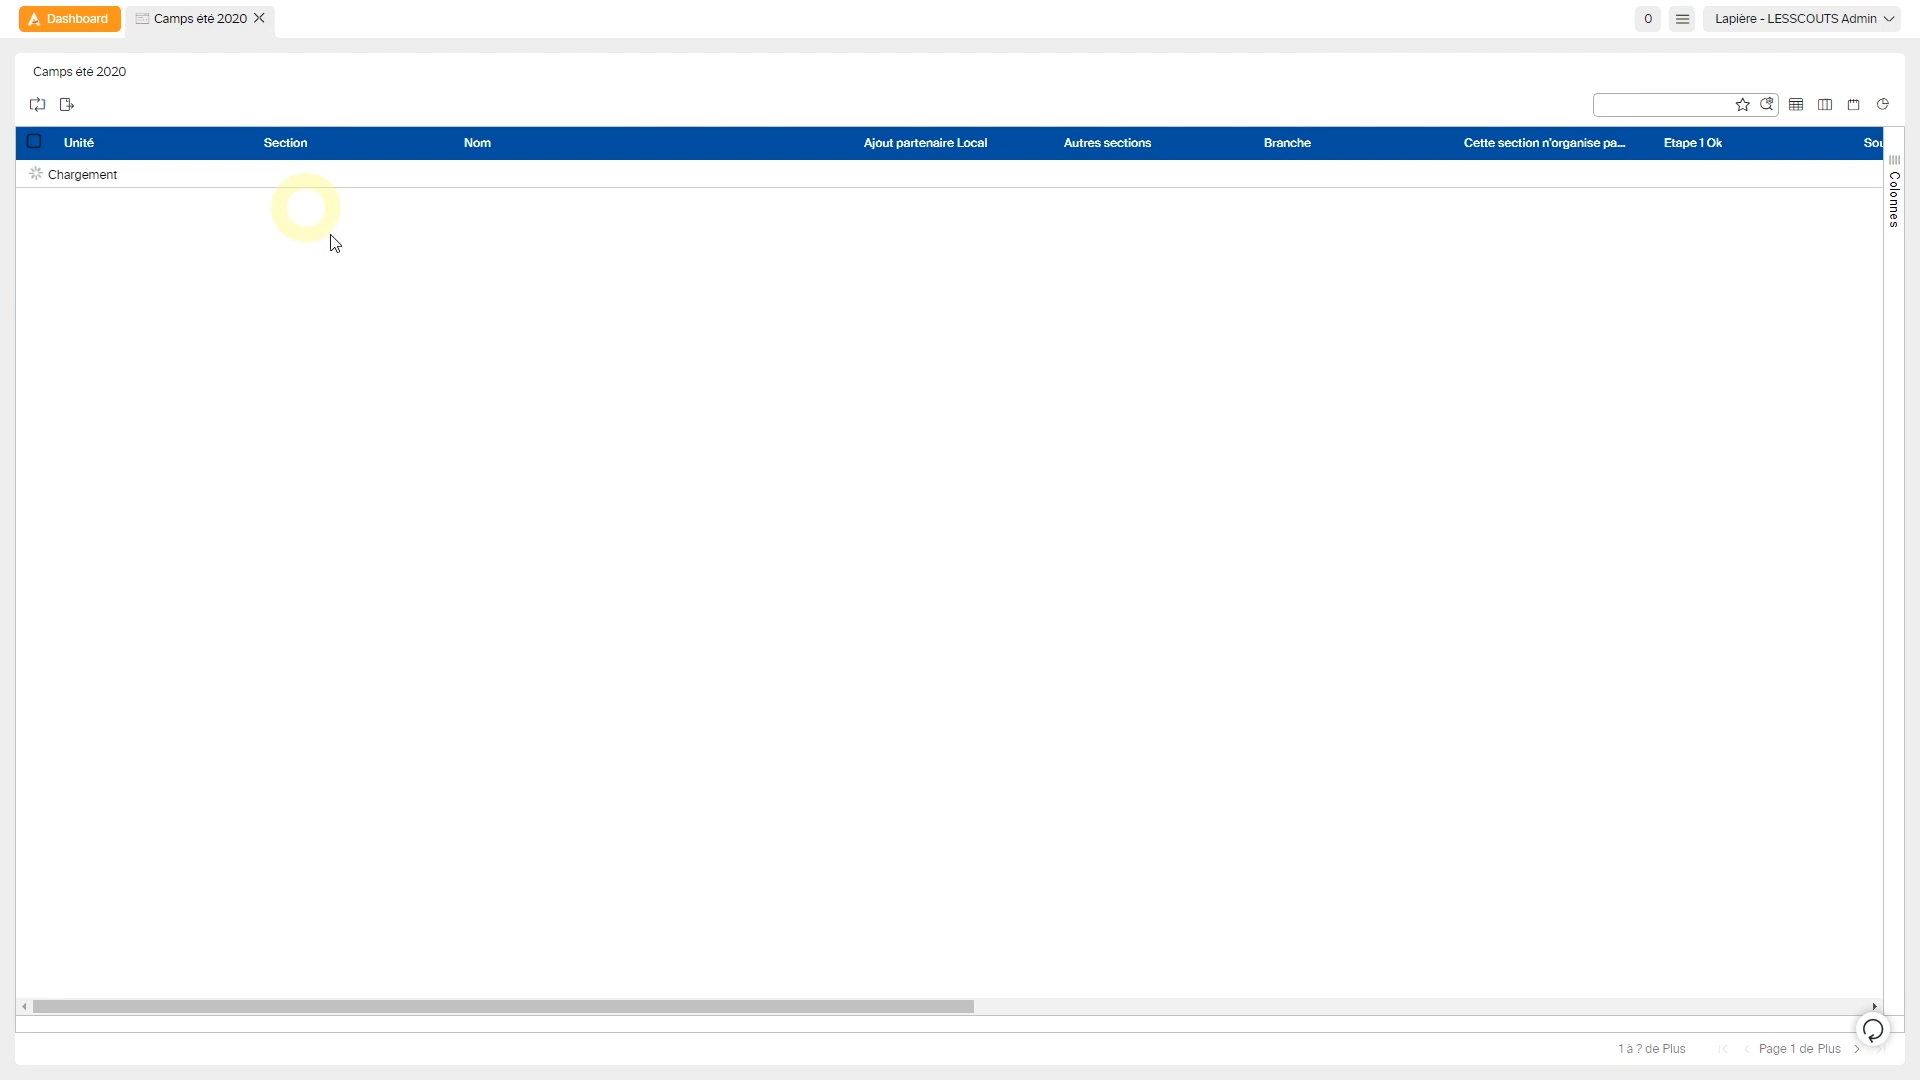 Dashboard
Camps été 2020
0
Lapière - LESSCOUTS Admin
Camps été 2020
Unité Section Nom Ajout partenaire Local Autres sections Branche Cette section n'organise pa... Etape 1 Ok Sou
Chargement
Colonnes
1 à ? de Plus Page 1 de Plus